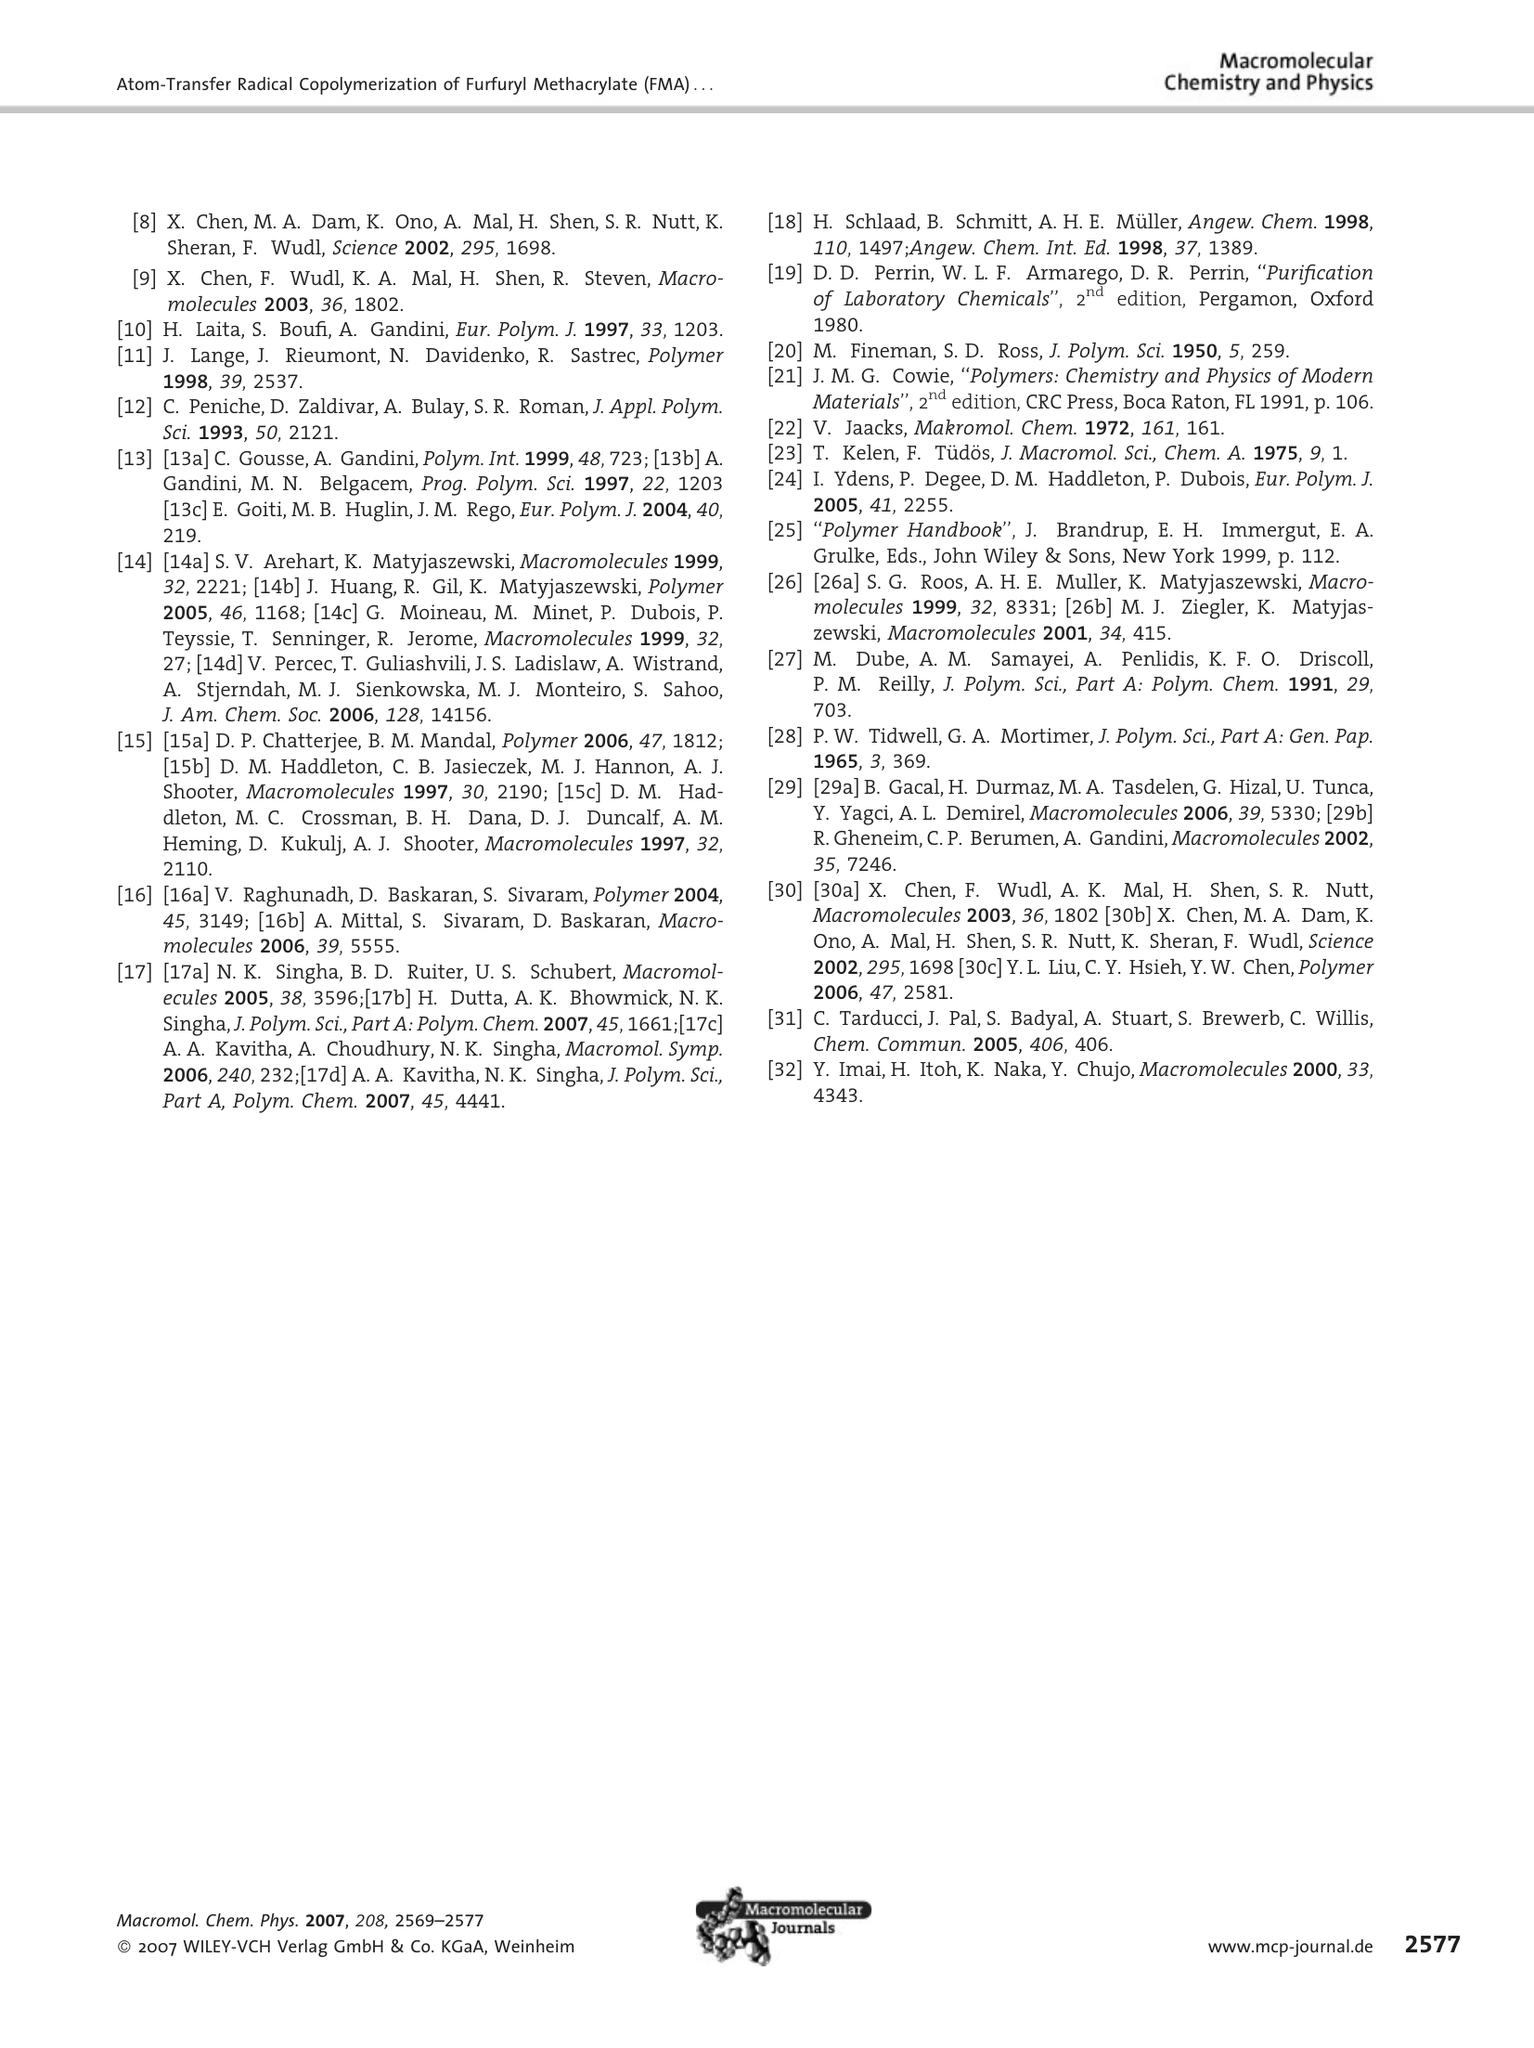 Atom-Transfer Radical Copolymerization of Furfuryl Methacrylate (FMA)...
Macromolecular
Chemistry and Physics
[8] X. Chen, M. A. Dam, K. Ono, A. Mal, H. Shen, S. R. Nutt, K.
Sheran, F. Wudl, Science 2002, 295, 1698.
[9] X. Chen, F. Wudl, K. A. Mal, H. Shen, R. Steven, Macro-
molecules 2003, 36, 1802.
[10] H. Laita, S. Boufi, A. Gandini, Eur. Polym. J. 1997, 33, 1203.
[11] J. Lange, J. Rieumont, N. Davidenko, R. Sastrec, Polymer
1998, 39, 2537.
[12] C. Peniche, D. Zaldivar, A. Bulay, S. R. Roman, J. Appl. Polym.
Sci. 1993, 50, 2121.
[13] [13a] C. Gousse, A. Gandini, Polym. Int. 1999, 48, 723; [13b] A.
Gandini, M. N. Belgacem, Prog. Polym. Sci. 1997, 22, 1203
[13c] E. Goiti, M. B. Huglin, J. M. Rego, Eur. Polym. J. 2004, 40,
219.
[14] [14a] S. V. Arehart, K. Matyjaszewski, Macromolecules 1999,
32, 2221; [14b] J. Huang, R. Gil, K. Matyjaszewski, Polymer
2005, 46, 1168; [14c] G. Moineau, M. Minet, P. Dubois, P.
Teyssie, T. Senninger, R. Jerome, Macromolecules 1999, 32,
27; [14d] V. Percec, T. Guliashvili, J. S. Ladislaw, A. Wistrand,
A. Stjerndah, M. J. Sienkowska, M. J. Monteiro, S. Sahoo,
J. Am. Chem. Soc. 2006, 128, 14156.
[15] [15a] D. P. Chatterjee, B. M. Mandal, Polymer 2006, 47, 1812;
[15b] D. M. Haddleton, C. B. Jasieczek, M. J. Hannon, A. J.
Shooter, Macromolecules 1997, 30, 2190; [15c] D. M. Had-
dleton, M. C. Crossman, B. H. Dana, D. J. Duncalf, A. M.
Heming, D. Kukulj, A. J. Shooter, Macromolecules 1997, 32,
2110.
[16] [16a] V. Raghunadh, D. Baskaran, S. Sivaram, Polymer 2004,
45, 3149; [16b] A. Mittal, S. Sivaram, D. Baskaran, Macro-
molecules 2006, 39, 5555.
[17] [17a] N. K. Singha, B. D. Ruiter, U. S. Schubert, Macromol-
ecules 2005, 38, 3596;[17b] H. Dutta, A. K. Bhowmick, N. K.
Singha, J. Polym. Sci., Part A: Polym. Chem. 2007, 45, 1661;[17c]
A. A. Kavitha, A. Choudhury, N. K. Singha, Macromol. Symp.
2006, 240, 232;[17d] A. A. Kavitha, N. K. Singha, J. Polym. Sci.,
Part A, Polym. Chem. 2007, 45, 4441.
[18] H. Schlaad, B. Schmitt, A. H. E. Müller, Angew. Chem. 1998,
110, 1497;Angew. Chem. Int. Ed. 1998, 37, 1389.
[19] D. D. Perrin, W. L. F. Armarego, D. R. Perrin, “Purification
of Laboratory Chemicals”, 2nd edition, Pergamon, Oxford
1980.
[20] M. Fineman, S. D. Ross, J. Polym. Sci. 1950, 5, 259.
[21] J. M. G. Cowie, “Polymers: Chemistry and Physics of Modern
Materials”, 2nd edition, CRC Press, Boca Raton, FL 1991, p. 106.
[22] V. Jaacks, Makromol. Chem. 1972, 161, 161.
[23] T. Kelen, F. Tüdös, J. Macromol. Sci., Chem. A. 1975, 9, 1.
[24] I. Ydens, P. Degee, D. M. Haddleton, P. Dubois, Eur. Polym. J.
2005, 41, 2255.
[25] “Polymer Handbook”, J. Brandrup, E. H. Immergut, E. A.
Grulke, Eds., John Wiley & Sons, New York 1999, p. 112.
[26] [26a] S. G. Roos, A. H. E. Muller, K. Matyjaszewski, Macro-
molecules 1999, 32, 8331; [26b] M. J. Ziegler, K. Matyjas-
zewski, Macromolecules 2001, 34, 415.
[27] M. Dube, A. M. Samayei, A. Penlidis, K. F. O. Driscoll,
P. M. Reilly, J. Polym. Sci., Part A: Polym. Chem. 1991, 29,
703.
[28] P. W. Tidwell, G. A. Mortimer, J. Polym. Sci., Part A: Gen. Pap.
1965, 3, 369.
[29] [29a] B. Gacal, H. Durmaz, M. A. Tasdelen, G. Hizal, U. Tunca,
Y. Yagci, A. L. Demirel, Macromolecules 2006, 39, 5330; [29b]
R. Gheneim, C. P. Berumen, A. Gandini, Macromolecules 2002,
35, 7246.
[30] [30a] X. Chen, F. Wudl, A. K. Mal, H. Shen, S. R. Nutt,
Macromolecules 2003, 36, 1802 [30b] X. Chen, M. A. Dam, K.
Ono, A. Mal, H. Shen, S. R. Nutt, K. Sheran, F. Wudl, Science
2002, 295, 1698 [30c] Y. L. Liu, C. Y. Hsieh, Y. W. Chen, Polymer
2006, 47, 2581.
[31] C. Tarducci, J. Pal, S. Badyal, A. Stuart, S. Brewerb, C. Willis,
Chem. Commun. 2005, 406, 406.
[32] Y. Imai, H. Itoh, K. Naka, Y. Chujo, Macromolecules 2000, 33,
4343.
Macromol. Chem. Phys. 2007, 208, 2569–2577
© 2007 WILEY-VCH Verlag GmbH & Co. KGaA, Weinheim
Macromolecular
Journals
www.mcp-journal.de 2577